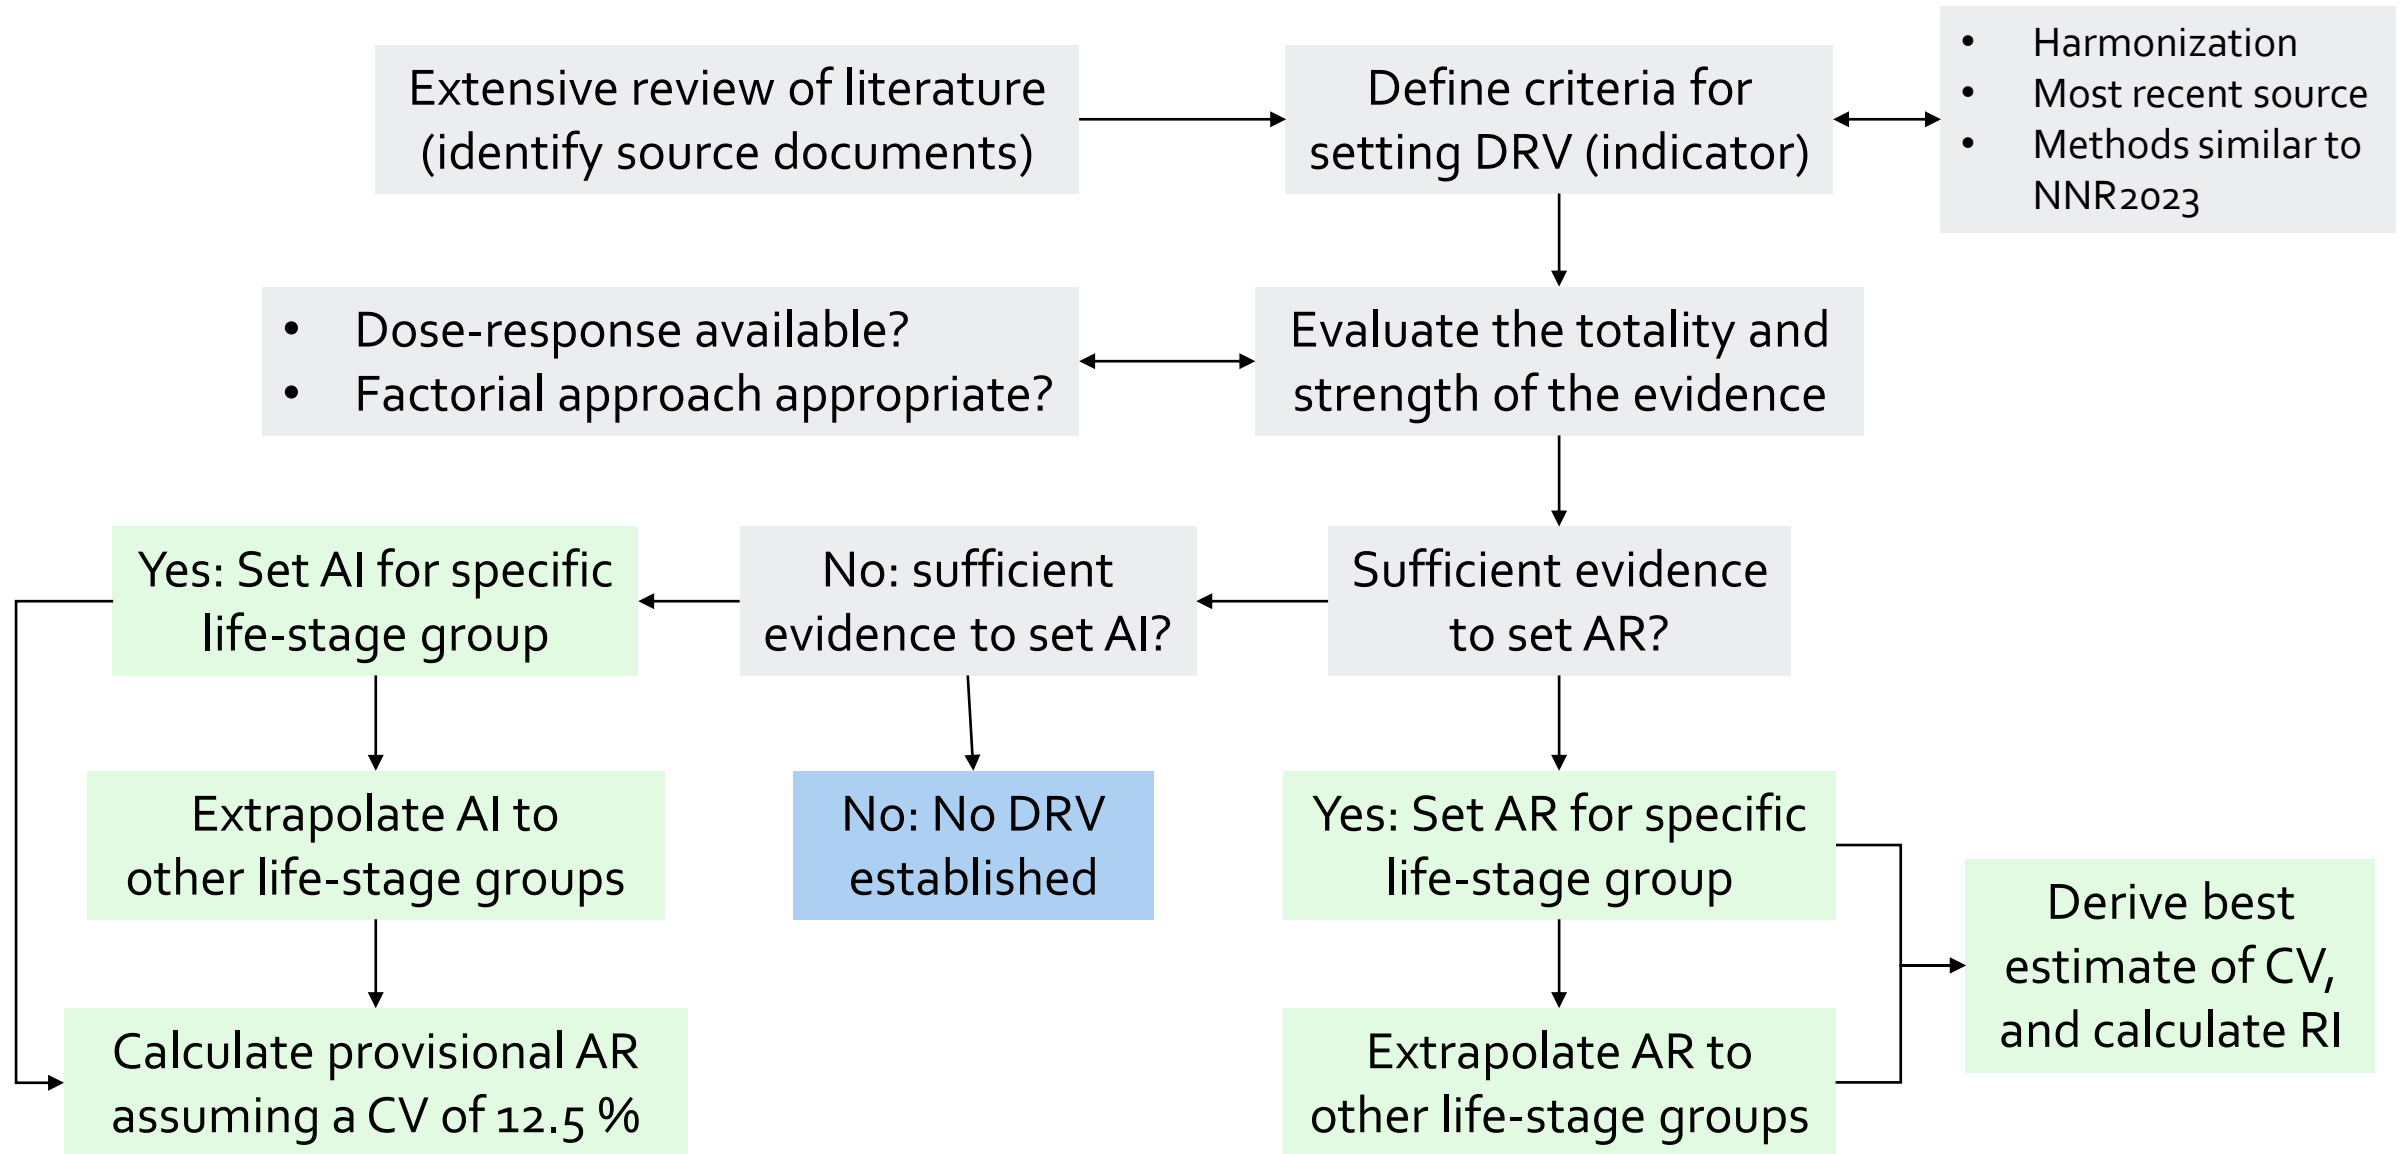 Extensive review of literature
(identify source documents)
Define criteria for
setting DRV (indicator)
• Harmonization
• Most recent source
• Methods similar to
NNR2023
• Dose-response available?
• Factorial approach appropriate?
Evaluate the totality and
strength of the evidence
Yes: Set AI for specific
life-stage group
No: sufficient
evidence to set AI?
Sufficient evidence
to set AR?
Extrapolate AI to
other life-stage groups
No: No DRV
established
Yes: Set AR for specific
life-stage group
Derive best
estimate of CV,
and calculate RI
Calculate provisional AR
assuming a CV of 12.5 %
Extrapolate AR to
other life-stage groups